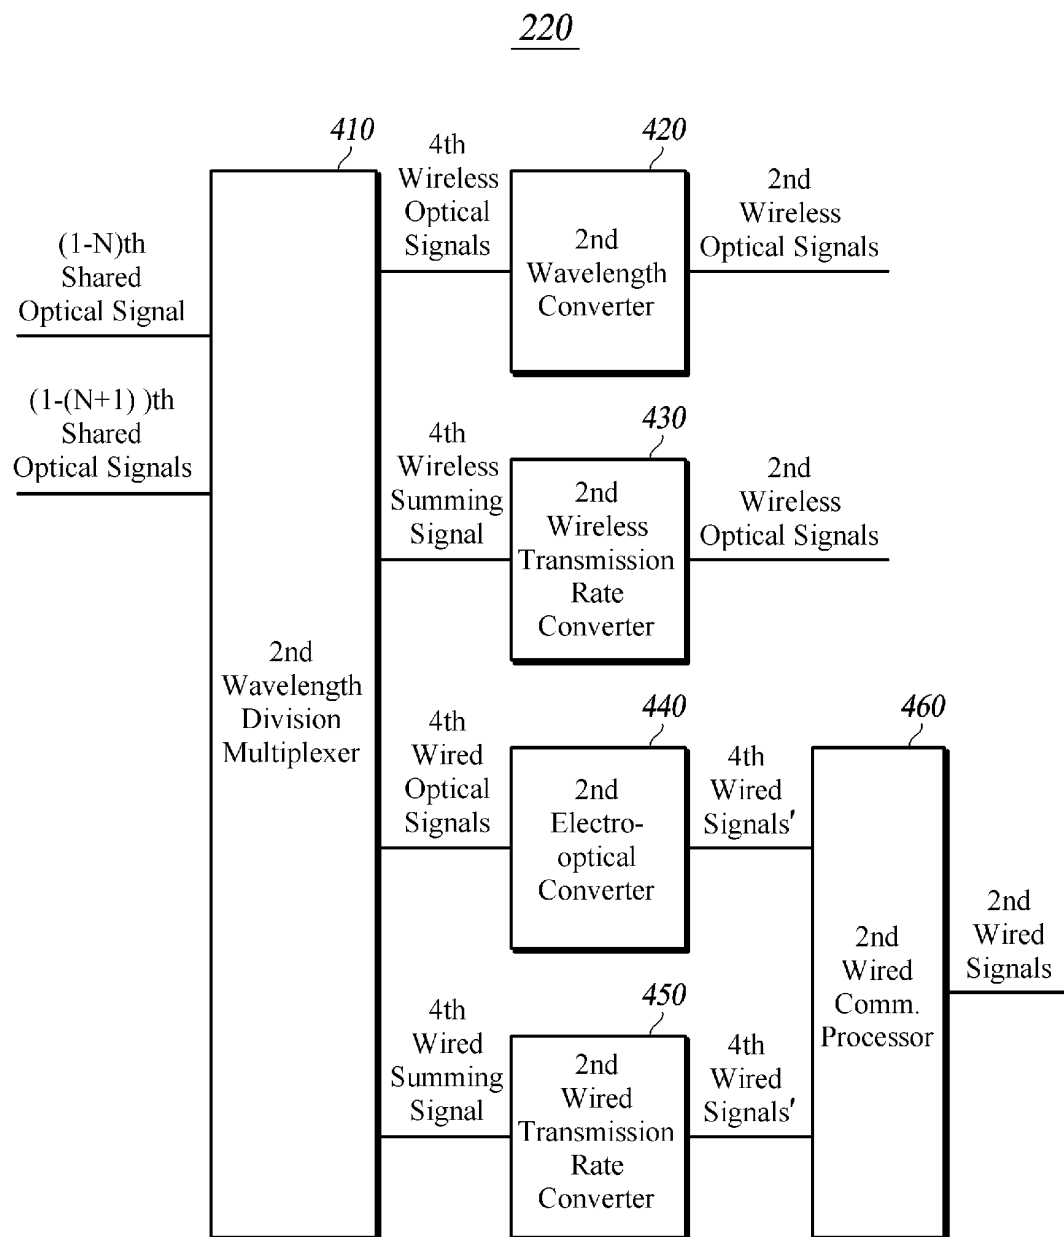 220
410
4th
Wireless
Optical
Signals
420
2nd
Wireless
Optical Signals
(1-N)th
Shared
Optical Signal
2nd
Wavelength
Converter
(1-(N+1) )th
Shared
Optical Signals
4th
Wireless
Summing
Signal
430
2nd
Wireless
Transmission
Rate
Converter
2nd
Wireless
Optical Signals
2nd
Wavelength
Division
Multiplexer
4th
Wired
Optical
Signals
440
2nd
Electro-
optical
Converter
4th
Wired
Signals'
460
2nd
Wired
Comm.
Processor
2nd
Wired
Signals
4th
Wired
Summing
Signal
450
2nd
Wired
Transmission
Rate
Converter
4th
Wired
Signals'